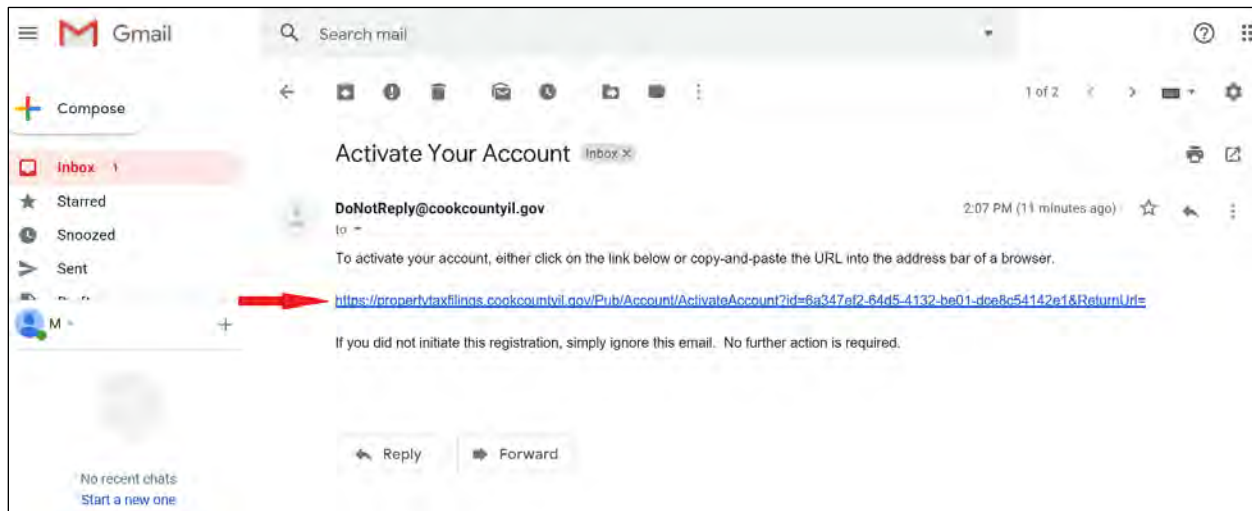 Gmail
Search mail
Compose
1 of 2
Activate Your Account Inbox x
Inbox 1
Starred
DoNotReply@cookcountyil.gov 2:07 PM (11 minutes ago)
to
Snoozed
To activate your account, either click on the link below or copy-and-paste the URL into the address bar of a browser.
Sent
https://propertytaxfilings.cookcountyil.gov/Pub/Account/ActivateAccount?id=6a347ef2-64d5-4132-be01-dce8c54142e1&ReturnUrl=
M
If you did not initiate this registration, simply ignore this email. No further action is required.
Reply Forward
No recent chats
Start a new one